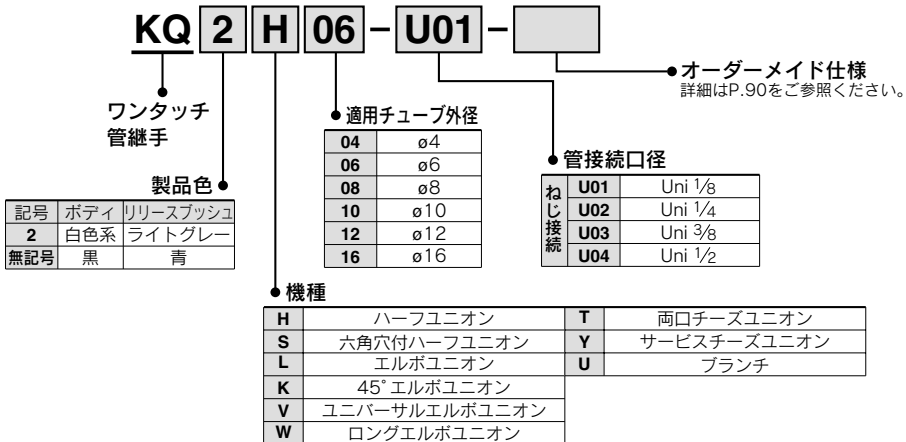 KQ 2 H 06 - U01 -
オーダーメイド仕様
詳細はP.90をご参照ください。
ワンタッチ
管継手
適用チューブ外径
04 ø4
06 ø6
08 ø8
10 ø10
12 ø12
16 ø16
管接続口径
ねじ接続
U01 Uni 1/8
U02 Uni 1/4
U03 Uni 3/8
U04 Uni 1/2
製品色
記号 ボディ リリースブッシュ
2 白色系 ライトグレー
無記号 黒 青
機種
H ハーフユニオン T 両口チーズユニオン
S 六角穴付ハーフユニオン Y サービスチーズユニオン
L エルボユニオン U ブランチ
K 45°エルボユニオン
V ユニバーサルエルボユニオン
W ロングエルボユニオン